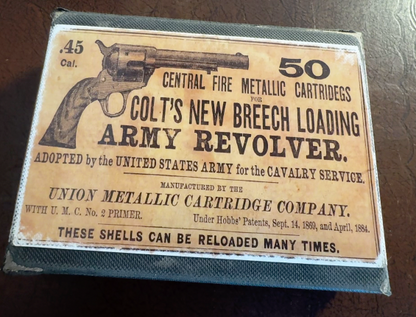 .45 50
Cal.
CENTRAL FIRE METALLIC CARTRIDEGS
FOR
COLT'S NEW BREECH LOADING
ARMY REVOLVER.
ADOPTED by the UNITED STATES ARMY for the CAVALRY SERVICE.
MANUFACTURED BY THE
UNION METALLIC CARTRIDGE COMPANY.
WITH U. M. C. No. 2 PRIMER. Under Hobbs' Patents, Sept. 14, 1869, and April, 1884.
THESE SHELLS CAN BE RELOADED MANY TIMES.